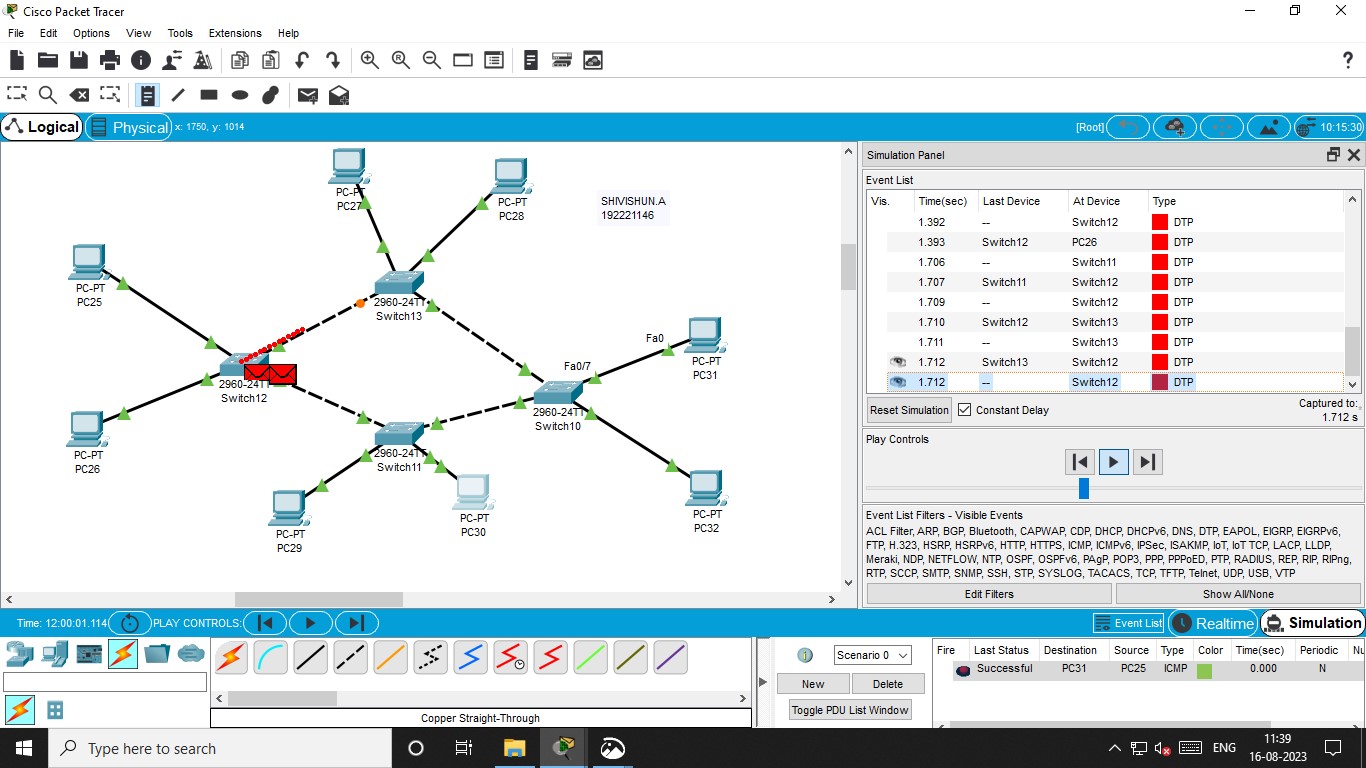 Cisco Packet Tracer
File Edit Options View Tools Extensions Help
Logical
Physical
x: 1750, y: 1014
[Root]
10:15:30
PC-PT
PC27
PC-PT
PC28
SHIVISHUN.A
192221146
PC-PT
PC25
2960-24TT
Switch13
Fa0
PC-PT
PC31
Fa0/7
2960-24TT
Switch12
2960-24TT
Switch10
PC-PT
PC26
2960-24TT
Switch11
PC-PT
PC29
PC-PT
PC30
PC-PT
PC32
Simulation Panel
Event List
Vis. Time(sec) Last Device At Device Type
1.392 -- Switch12 DTP
1.393 Switch12 PC26 DTP
1.706 -- Switch11 DTP
1.707 Switch11 Switch12 DTP
1.709 -- Switch12 DTP
1.710 Switch12 Switch13 DTP
1.711 -- Switch13 DTP
1.712 Switch13 Switch12 DTP
1.712 -- Switch12 DTP
Reset Simulation
Constant Delay
Captured to:
1.712 s
Play Controls
Event List Filters - Visible Events
ACL Filter, ARP, BGP, Bluetooth, CAPWAP, CDP, DHCP, DHCPv6, DNS, DTP, EAPOL, EIGRP, EIGRPv6,
FTP, H.323, HSRP, HSRPv6, HTTP, HTTPS, ICMP, ICMPv6, IPSec, ISAKMP, IoT, IoT TCP, LACP, LLDP,
Meraki, NDP, NETFLOW, NTP, OSPF, OSPFv6, PAgP, POP3, PPP, PPPoED, PTP, RADIUS, REP, RIP, RIPng,
RTP, SCCP, SMTP, SNMP, SSH, STP, SYSLOG, TACACS, TCP, TFTP, Telnet, UDP, USB, VTP
Edit Filters
Show All/None
Time: 12:00:01.114
PLAY CONTROLS:
Event List
Realtime
Simulation
Copper Straight-Through
Scenario 0
New
Delete
Toggle PDU List Window
Fire Last Status Destination Source Type Color Time(sec) Periodic Nu
Successful PC31 PC25 ICMP 0.000 N
Type here to search
ENG
11:39
16-08-2023